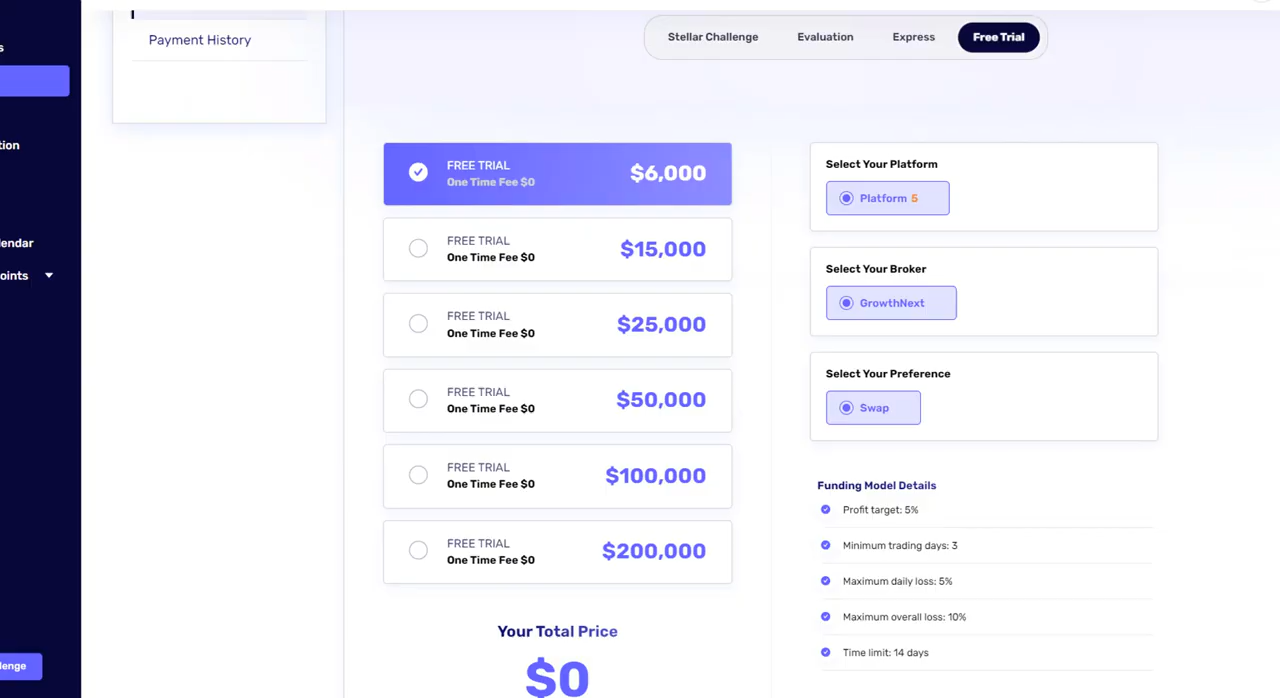 Payment History
Stellar Challenge
Evaluation
Express
Free Trial
lendar
FREE TRIAL
One Time Fee $0
$6,000
FREE TRIAL
One Time Fee $0
$15,000
FREE TRIAL
One Time Fee $0
$25,000
FREE TRIAL
One Time Fee $0
$50,000
FREE TRIAL
One Time Fee $0
$100,000
FREE TRIAL
One Time Fee $0
$200,000
Your Total Price
$0
Select Your Platform
Platform 5
Select Your Broker
GrowthNext
Select Your Preference
Swap
Funding Model Details
Profit target: 5%
Minimum trading days: 3
Maximum daily loss: 5%
Maximum overall loss: 10%
Time limit: 14 days
s
tion
oints
lenge